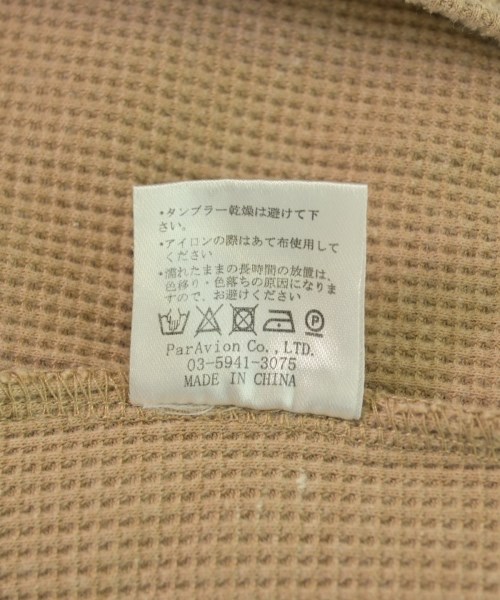 ・タンブラー乾燥は避けて下
さい。
・アイロンの際はあて布使用して
ください
・濡れたままの長時間の放置は、
色移り・色落ちの原因になりま
すので、お避けください
P
ParAvion Co.,LTD.
03-5941-3075
MADE IN CHINA